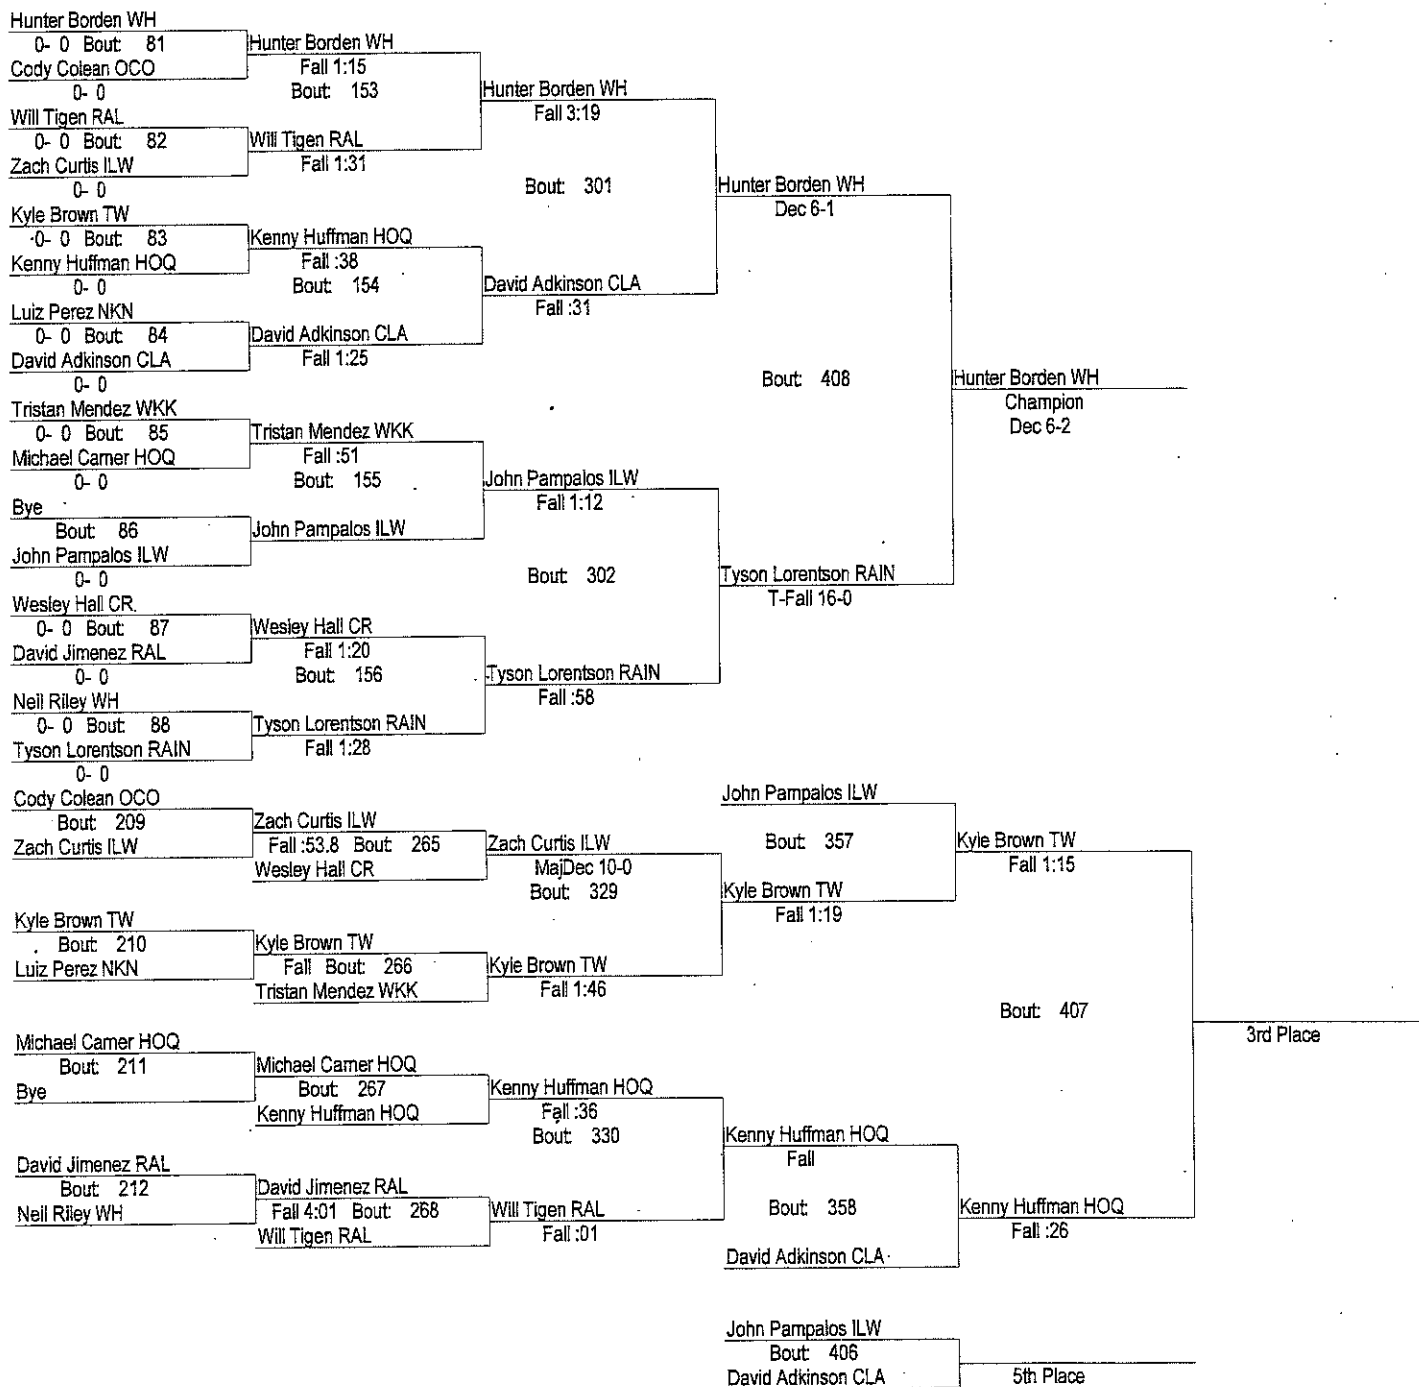 Hunter Borden WH
0- 0 Bout: 81
Cody Colean OCO
0- 0
Will Tigen RAL
0- 0 Bout: 82
Zach Curtis ILW
0- 0
Kyle Brown TW
0- 0 Bout: 83
Kenny Huffman HOQ
0- 0
Luiz Perez NKN
0- 0 Bout: 84
David Adkinson CLA
0- 0
Tristan Mendez WKK
0- 0 Bout: 85
Michael Camer HOQ
0- 0
Bye
Bout: 86
John Pampalos ILW
0- 0
Wesley Hall CR
0- 0 Bout: 87
David Jimenez RAL
0- 0
Neil Riley WH
0- 0 Bout: 88
Tyson Lorentson RAIN
0- 0
Hunter Borden WH
Fall 1:15
Bout: 153
Will Tigen RAL
Fall 1:31
Kenny Huffman HOQ
Fall :38
Bout: 154
David Adkinson CLA
Fall 1:25
Tristan Mendez WKK
Fall :51
Bout: 155
John Pampalos ILW
Wesley Hall CR
Fall 1:20
Bout: 156
Tyson Lorentson RAIN
Fall 1:28
Hunter Borden WH
Fall 3:19
Bout: 301
David Adkinson CLA
Fall :31
John Pampalos ILW
Fall 1:12
Bout: 302
Tyson Lorentson RAIN
Fall :58
Hunter Borden WH
Dec 6-1
Bout: 408
Tyson Lorentson RAIN
T-Fall 16-0
Hunter Borden WH
Champion
Dec 6-2
Cody Colean OCO
Bout: 209
Zach Curtis ILW
Kyle Brown TW
Bout: 210
Luiz Perez NKN
Michael Camer HOQ
Bout: 211
Bye
David Jimenez RAL
Bout: 212
Neil Riley WH
Zach Curtis ILW
Fall :53.8 Bout: 265
Wesley Hall CR
Kyle Brown TW
Fall Bout: 266
Tristan Mendez WKK
Michael Camer HOQ
Bout: 267
Kenny Huffman HOQ
David Jimenez RAL
Fall 4:01 Bout: 268
Will Tigen RAL
Zach Curtis ILW
MajDec 10-0
Bout: 329
Kyle Brown TW
Fall 1:46
Kenny Huffman HOQ
Fall :36
Bout: 330
Will Tigen RAL
Fall :01
John Pampalos ILW
Bout: 357
Kyle Brown TW
Fall 1:19
Kenny Huffman HOQ
Fall
Bout: 358
David Adkinson CLA
Kyle Brown TW
Fall 1:15
Bout: 407
Kenny Huffman HOQ
Fall :26
3rd Place
John Pampalos ILW
Bout: 406
David Adkinson CLA
5th Place